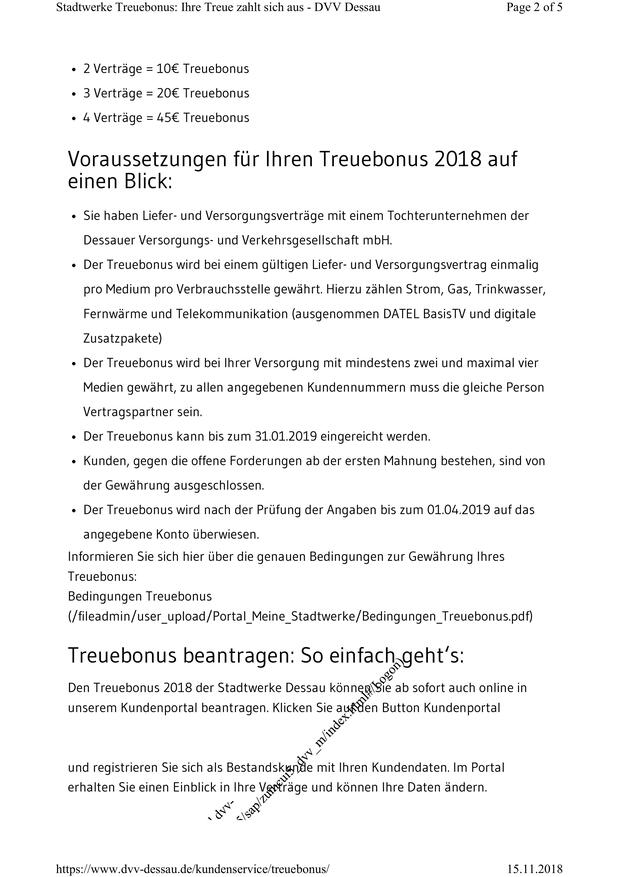 Stadtwerke Treuebonus: Ihre Treue zahlt sich aus - DVV Dessau
Page 2 of 5
• 2 Verträge = 10€ Treuebonus
• 3 Verträge = 20€ Treuebonus
• 4 Verträge = 45€ Treuebonus
Voraussetzungen für Ihren Treuebonus 2018 auf
einen Blick:
• Sie haben Liefer- und Versorgungsverträge mit einem Tochterunternehmen der
Dessauer Versorgungs- und Verkehrsgesellschaft mbH.
• Der Treuebonus wird bei einem gültigen Liefer- und Versorgungsvertrag einmalig
pro Medium pro Verbrauchsstelle gewährt. Hierzu zählen Strom, Gas, Trinkwasser,
Fernwärme und Telekommunikation (ausgenommen DATEL BasisTV und digitale
Zusatzpakete)
• Der Treuebonus wird bei Ihrer Versorgung mit mindestens zwei und maximal vier
Medien gewährt, zu allen angegebenen Kundennummern muss die gleiche Person
Vertragspartner sein.
• Der Treuebonus kann bis zum 31.01.2019 eingereicht werden.
• Kunden, gegen die offene Forderungen ab der ersten Mahnung bestehen, sind von
der Gewährung ausgeschlossen.
• Der Treuebonus wird nach der Prüfung der Angaben bis zum 01.04.2019 auf das
angegebene Konto überwiesen.
Informieren Sie sich hier über die genauen Bedingungen zur Gewährung Ihres
Treuebonus:
Bedingungen Treuebonus
(/fileadmin/user_upload/Portal_Meine_Stadtwerke/Bedingungen_Treuebonus.pdf)
Treuebonus beantragen: So einfach geht's:
Den Treuebonus 2018 der Stadtwerke Dessau können Sie ab sofort auch online in
unserem Kundenportal beantragen. Klicken Sie auf den Button Kundenportal
und registrieren Sie sich als Bestandskunde mit Ihren Kundendaten. Im Portal
erhalten Sie einen Einblick in Ihre Verträge und können Ihre Daten ändern.
dvv-
https://www.dvv-dessau.de/kundenservice/treuebonus/
15.11.2018